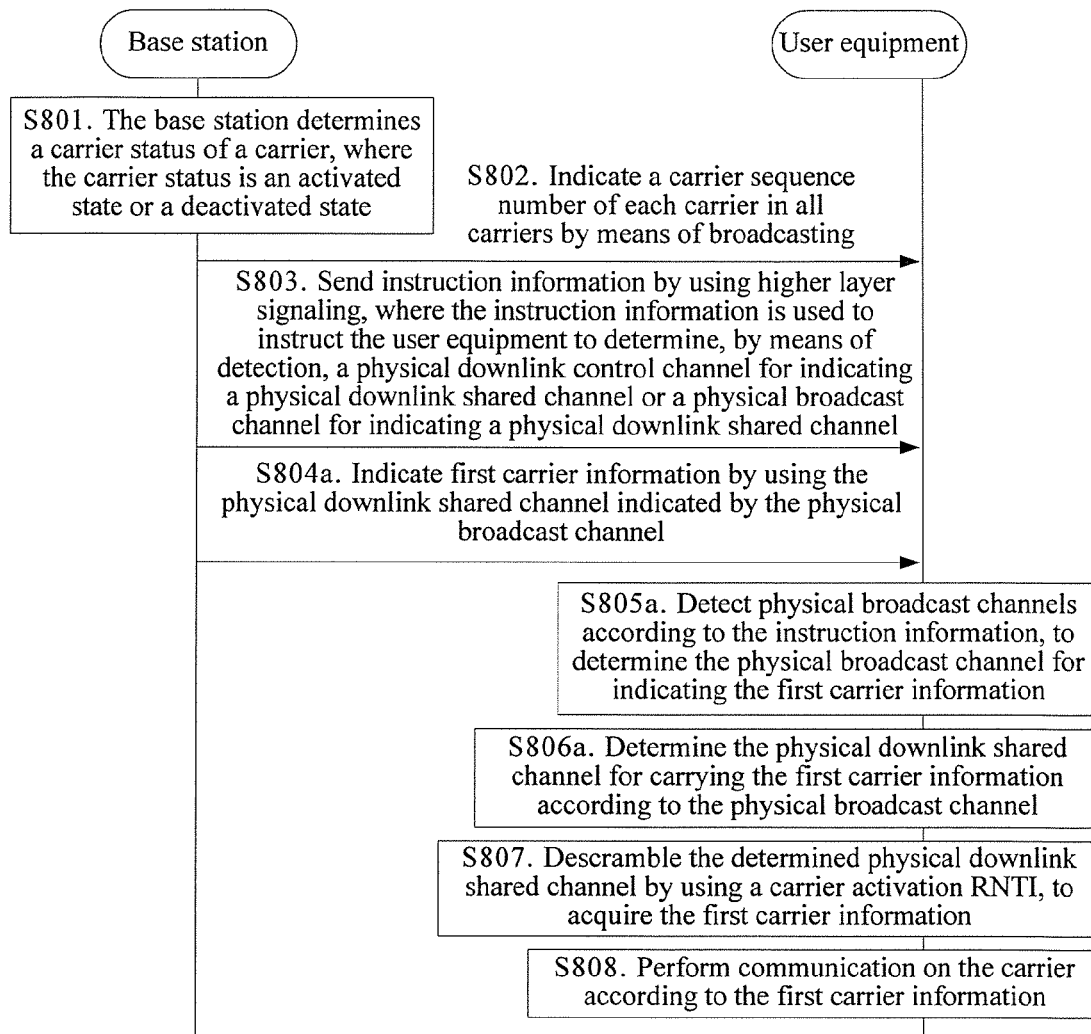 Base station
User equipment
S801. The base station determines
a carrier status of a carrier, where
the carrier status is an activated
state or a deactivated state
S802. Indicate a carrier sequence
number of each carrier in all
carriers by means of broadcasting
S803. Send instruction information by using higher layer
signaling, where the instruction information is used to
instruct the user equipment to determine, by means of
detection, a physical downlink control channel for indicating
a physical downlink shared channel or a physical broadcast
channel for indicating a physical downlink shared channel
S804a. Indicate first carrier information by using the
physical downlink shared channel indicated by the physical
broadcast channel
S805a. Detect physical broadcast channels
according to the instruction information, to
determine the physical broadcast channel for
indicating the first carrier information
S806a. Determine the physical downlink shared
channel for carrying the first carrier information
according to the physical broadcast channel
S807. Descramble the determined physical downlink
shared channel by using a carrier activation RNTI, to
acquire the first carrier information
S808. Perform communication on the carrier
according to the first carrier information